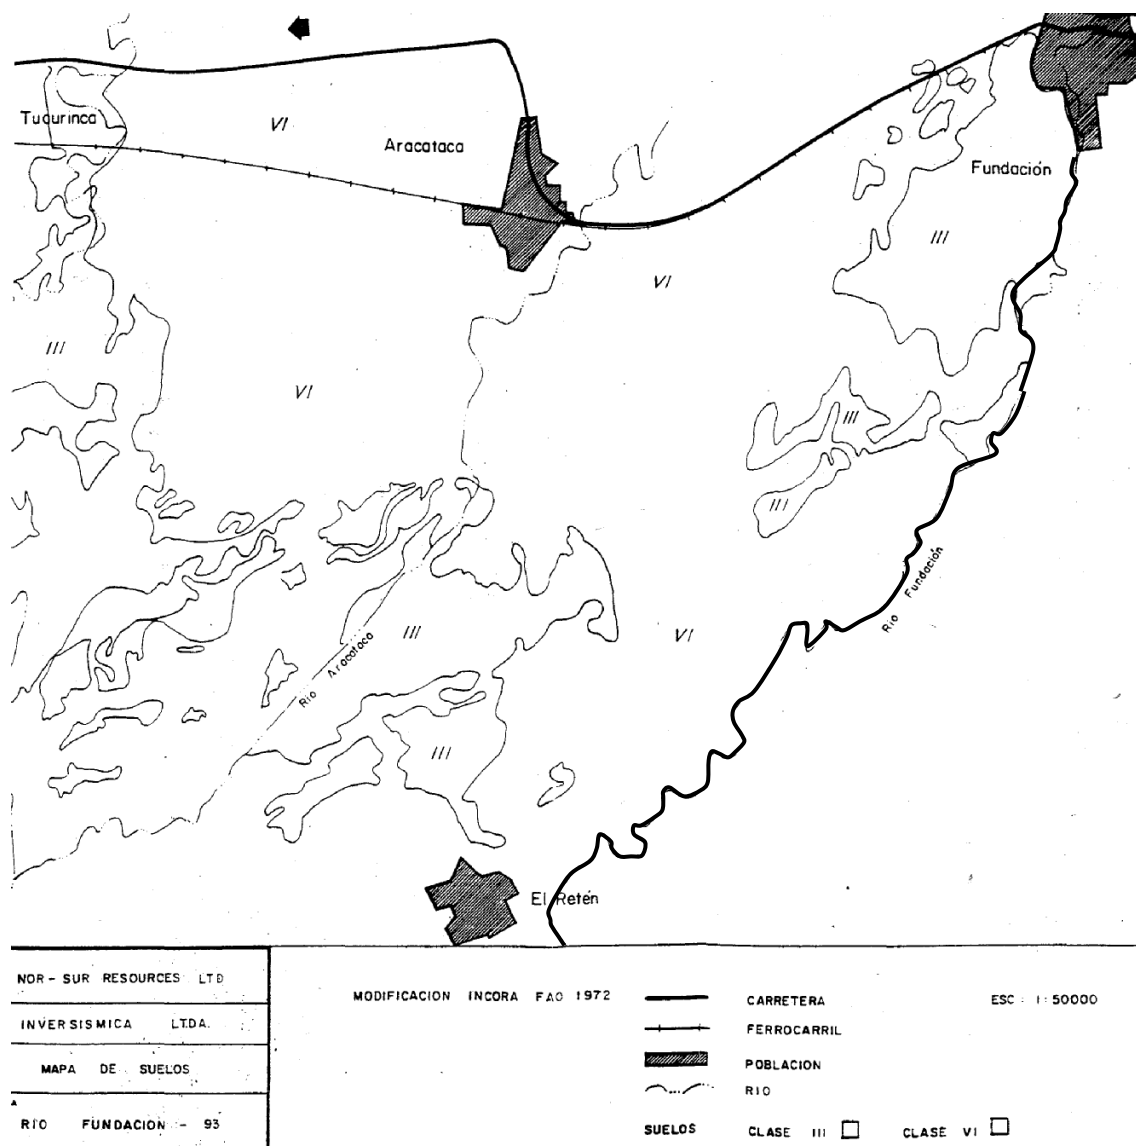 Tucurinca
VI
Aracataca
Fundación
III
VI
III
VI
III
III
Rio Fundación
III
VI
Rio Aracataca
III
El Retén
NOR - SUR RESOURCES LTD
INVERSISMICA LTDA.
MAPA DE SUELOS
RIO FUNDACION - 93
MODIFICACION INCORA FAO 1972
CARRETERA
FERROCARRIL
POBLACION
RIO
SUELOS CLASE III CLASE VI
ESC : 1:50000